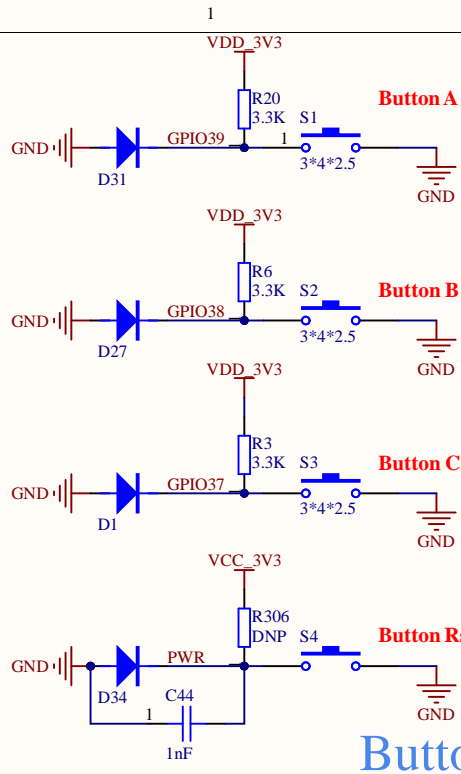 1
VDD_3V3
R20
3.3K
S1
Button A
GND
GPIO39
1
D31
3*4*2.5
GND
VDD_3V3
R6
3.3K
S2
Button B
GND
GPIO38
D27
3*4*2.5
GND
VDD_3V3
R3
3.3K
S3
Button C
GND
GPIO37
D1
3*4*2.5
GND
VCC_3V3
R306
DNP
S4
Button R
GND
PWR
D34
C44
1
1nF
GND
Butto